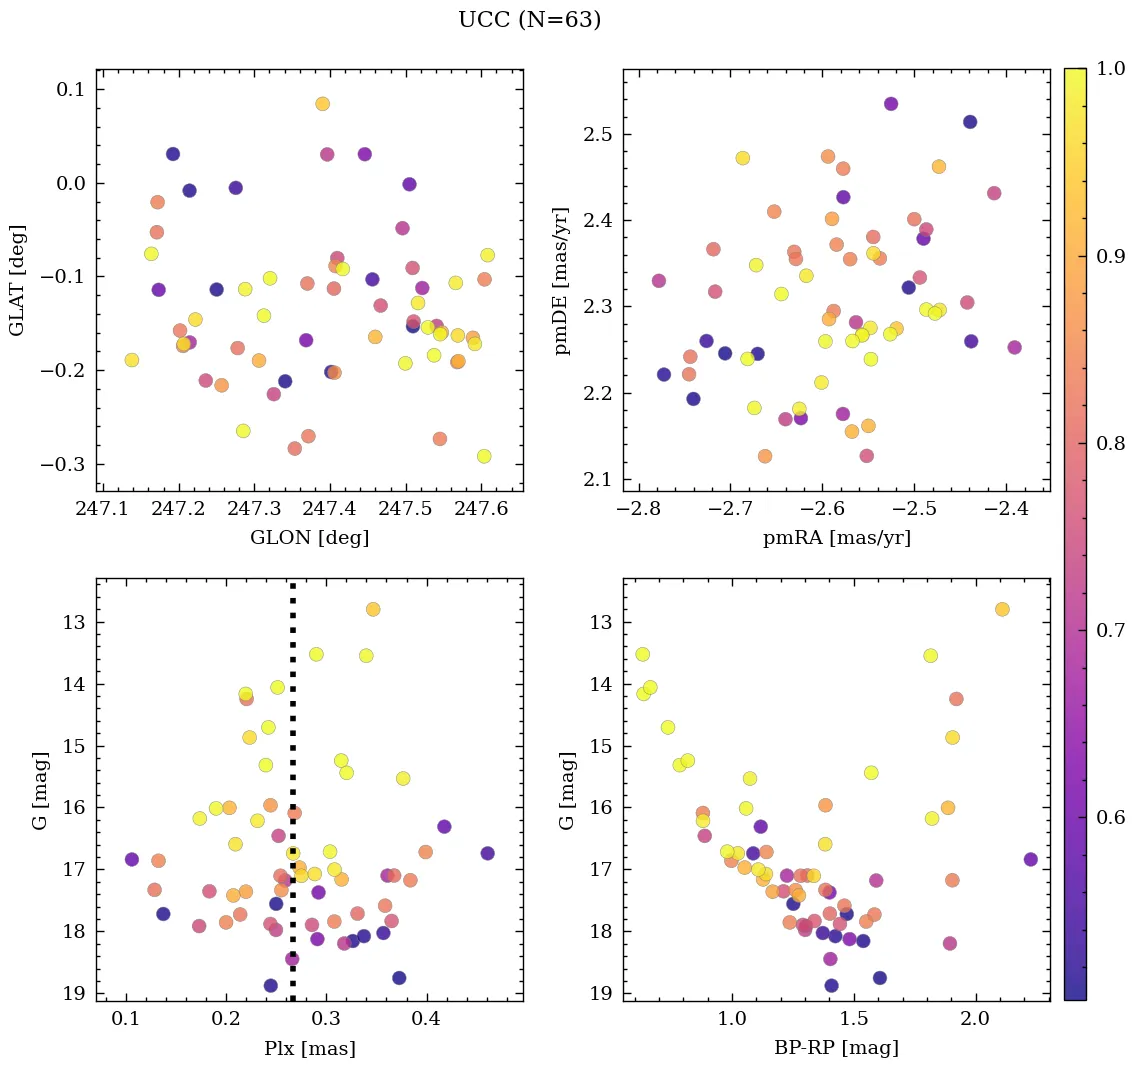 UCC (N=63)
0.1
0.0
−0.1
−0.2
−0.3
GLAT [deg]
247.1 247.2 247.3 247.4 247.5 247.6
GLON [deg]
2.5
2.4
2.3
2.2
2.1
pmDE [mas/yr]
−2.8 −2.7 −2.6 −2.5 −2.4
pmRA [mas/yr]
13
14
15
16
17
18
19
G [mag]
0.1 0.2 0.3 0.4
Plx [mas]
13
14
15
16
17
18
19
G [mag]
1.0 1.5 2.0
BP-RP [mag]
1.0
0.9
0.8
0.7
0.6